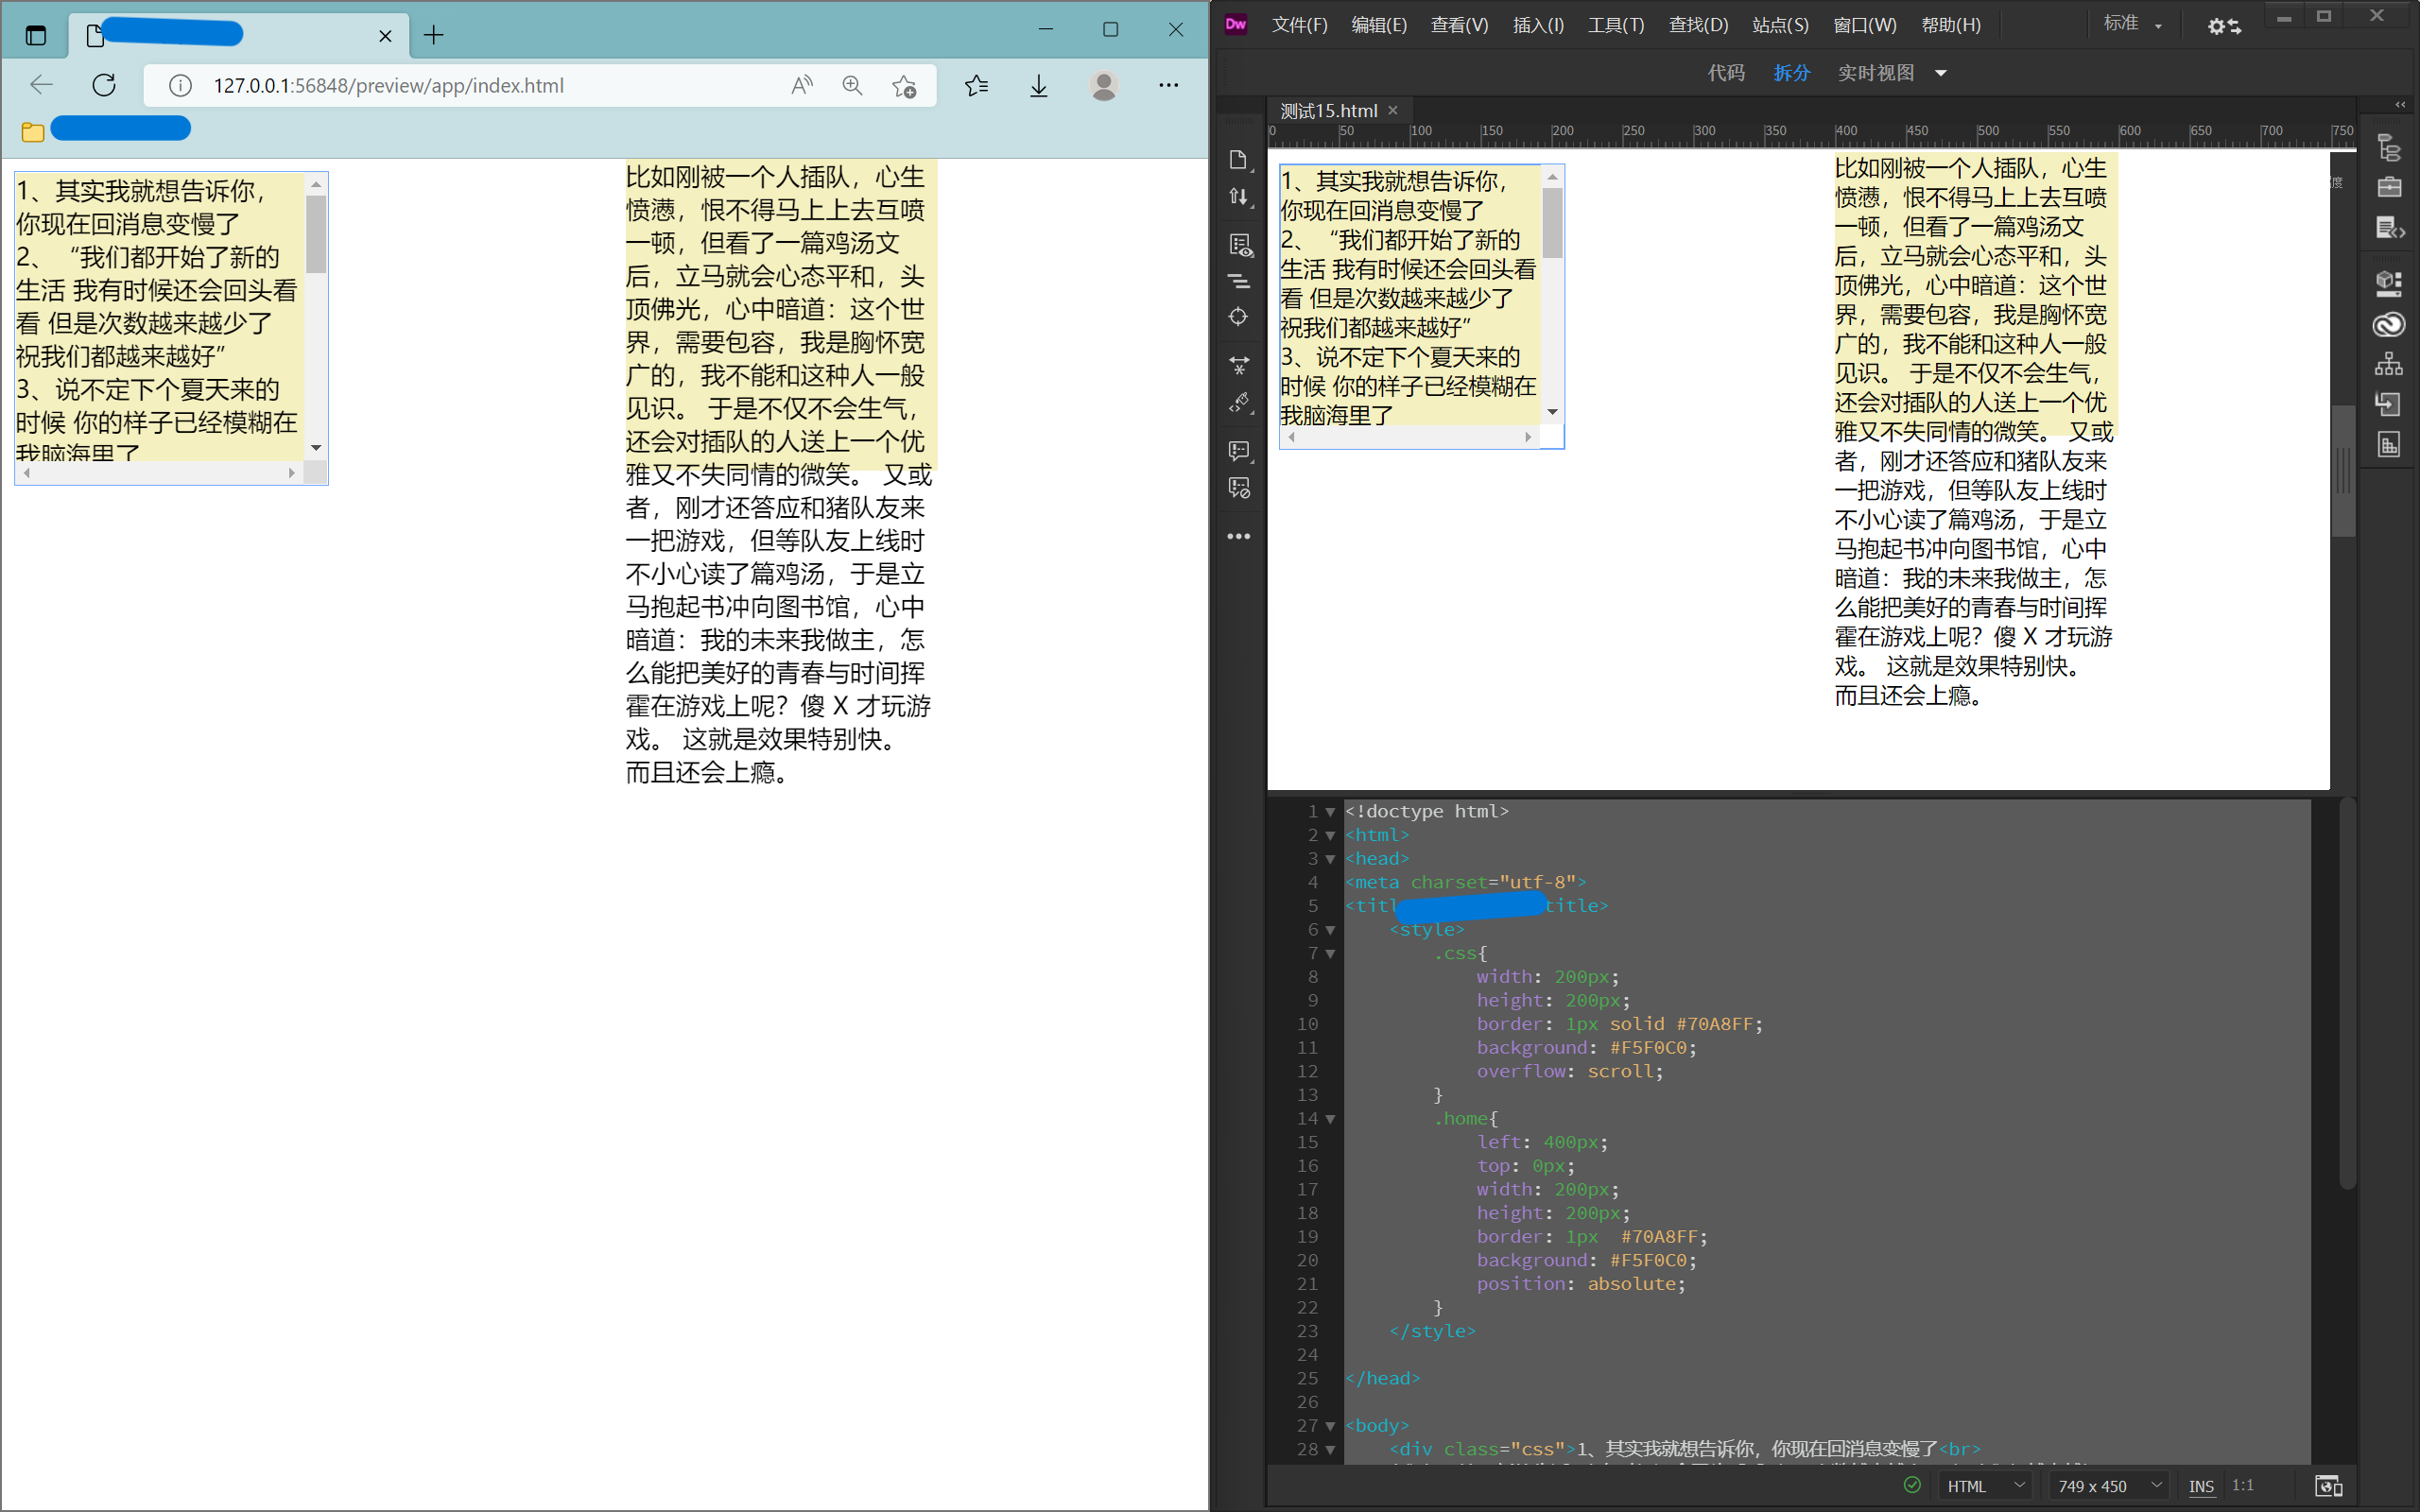 127.0.0.1:56848/preview/app/index.html
1、其实我就想告诉你，
你现在回消息变慢了
2、 “我们都开始了新的
生活 我有时候还会回头看
看 但是次数越来越少了
祝我们都越来越好”
3、说不定下个夏天来的
时候 你的样子已经模糊在
我脑海里了
比如刚被一个人插队，心生
愤懑，恨不得马上上去互喷
一顿，但看了一篇鸡汤文
后，立马就会心态平和，头
顶佛光，心中暗道：这个世
界，需要包容，我是胸怀宽
广的，我不能和这种人一般
见识。 于是不仅不会生气，
还会对插队的人送上一个优
雅又不失同情的微笑。 又或
者，刚才还答应和猪队友来
一把游戏，但等队友上线时
不小心读了篇鸡汤，于是立
马抱起书冲向图书馆，心中
暗道：我的未来我做主，怎
么能把美好的青春与时间挥
霍在游戏上呢？傻 X 才玩游
戏。 这就是效果特别快。
而且还会上瘾。
Dw 文件(F) 编辑(E) 查看(V) 插入(I) 工具(T) 查找(D) 站点(S) 窗口(W) 帮助(H) 标准
代码 拆分 实时视图
测试15.html
0 50 100 150 200 250 300 350 400 450 500 550 600 650 700 750
1、其实我就想告诉你，
你现在回消息变慢了
2、 “我们都开始了新的
生活 我有时候还会回头看
看 但是次数越来越少了
祝我们都越来越好”
3、说不定下个夏天来的
时候 你的样子已经模糊在
我脑海里了
比如刚被一个人插队，心生
愤懑，恨不得马上上去互喷
一顿，但看了一篇鸡汤文
后，立马就会心态平和，头
顶佛光，心中暗道：这个世
界，需要包容，我是胸怀宽
广的，我不能和这种人一般
见识。 于是不仅不会生气，
还会对插队的人送上一个优
雅又不失同情的微笑。 又或
者，刚才还答应和猪队友来
一把游戏，但等队友上线时
不小心读了篇鸡汤，于是立
马抱起书冲向图书馆，心中
暗道：我的未来我做主，怎
么能把美好的青春与时间挥
霍在游戏上呢？傻 X 才玩游
戏。 这就是效果特别快。
而且还会上瘾。
度
1 <!doctype html>
2 <html>
3 <head>
4 <meta charset="utf-8">
5 <titl title>
6 <style>
7 .css{
8 width: 200px;
9 height: 200px;
10 border: 1px solid #70A8FF;
11 background: #F5F0C0;
12 overflow: scroll;
13 }
14 .home{
15 left: 400px;
16 top: 0px;
17 width: 200px;
18 height: 200px;
19 border: 1px  #70A8FF;
20 background: #F5F0C0;
21 position: absolute;
22 }
23 </style>
24
25 </head>
26
27 <body>
28 <div class="css">1、其实我就想告诉你，你现在回消息变慢了<br>
HTML 749 x 450 INS 1:1